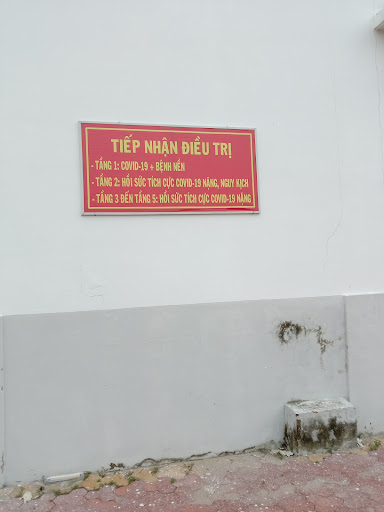 TIẾP NHẬN ĐIỀU TRỊ
- TẦNG 1: COVID-19 + BỆNH NỀN
- TẦNG 2: HỒI SỨC TÍCH CỰC COVID-19 NẶNG, NGUY KỊCH
- TẦNG 3 ĐẾN TẦNG 5: HỒI SỨC TÍCH CỰC COVID-19 NẶNG